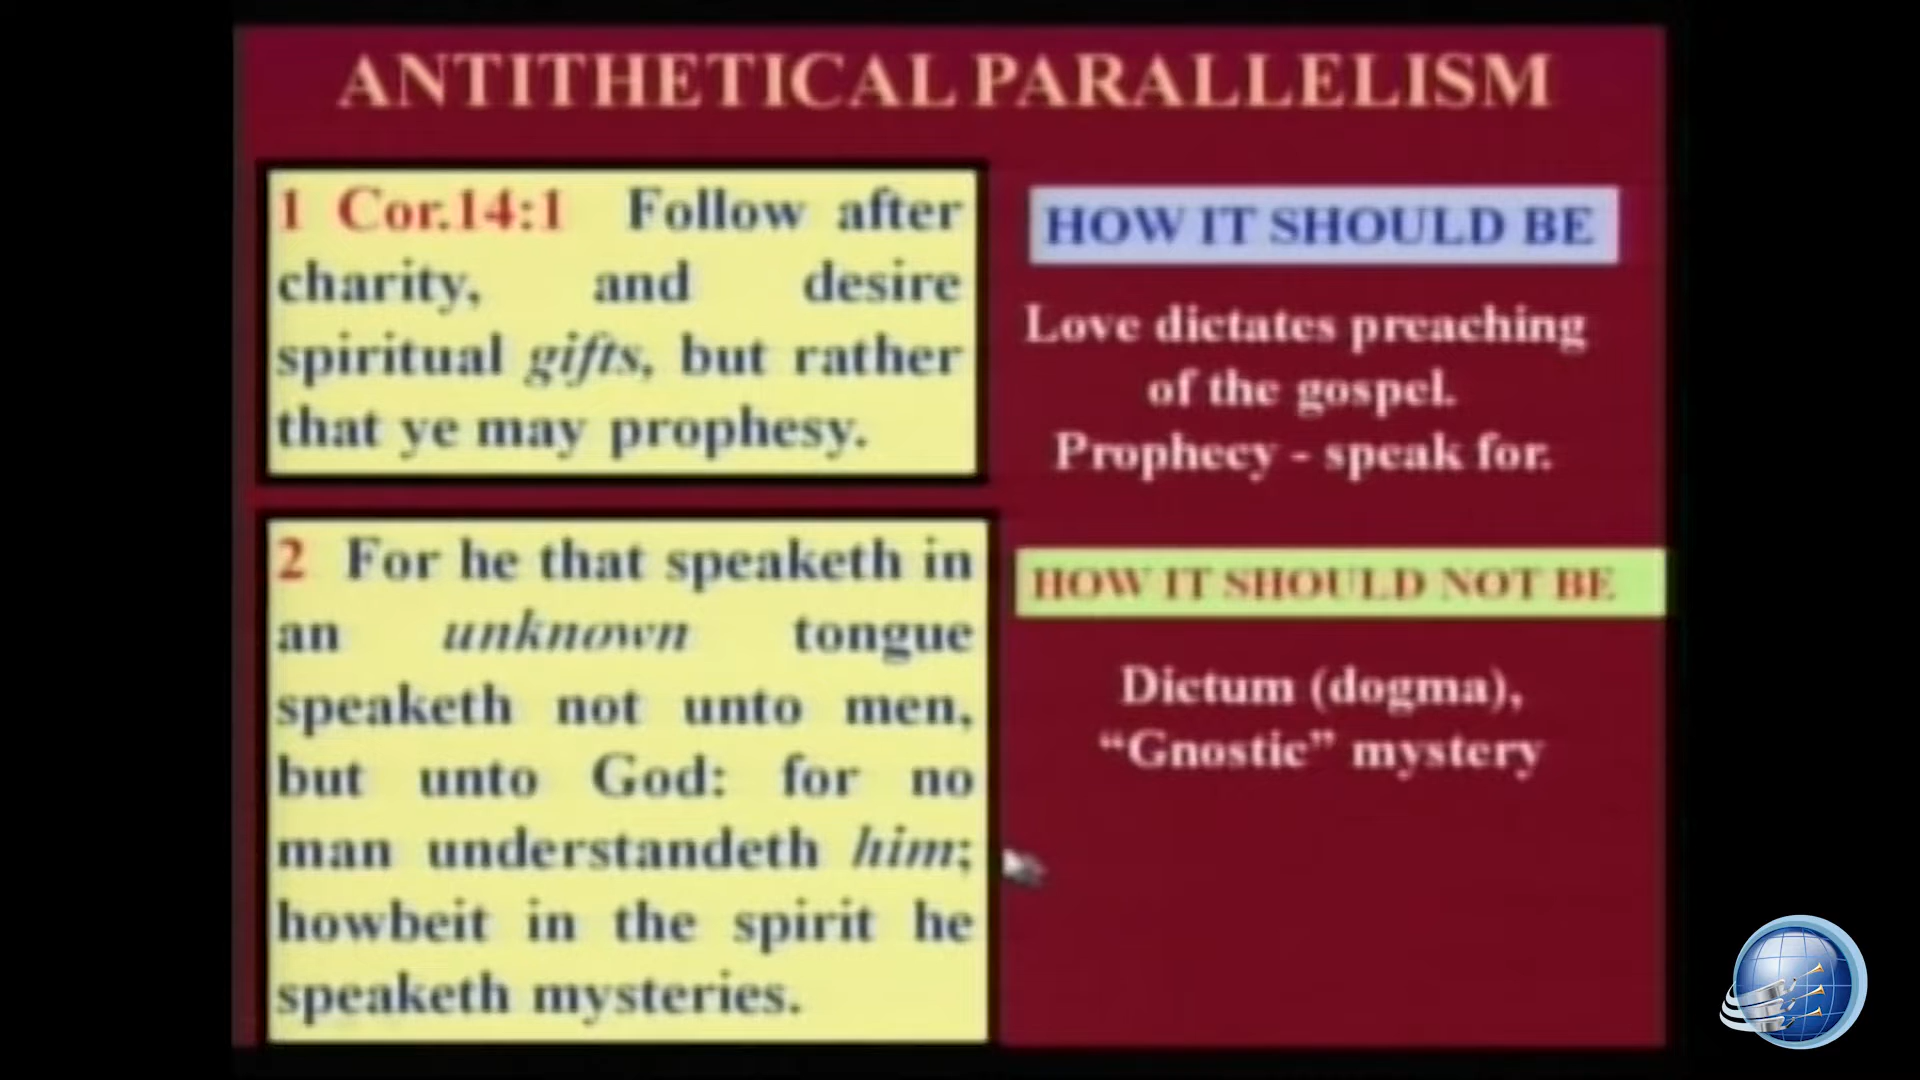 ANTITHETICAL PARALLELISM
1 Cor.14:1 Follow after
charity, and desire
spiritual gifts, but rather
that ye may prophesy.
HOW IT SHOULD BE
Love dictates preaching
of the gospel.
Prophecy - speak for.
2 For he that speaketh in
an unknown tongue
speaketh not unto men,
but unto God: for no
man understandeth him;
howbeit in the spirit he
speaketh mysteries.
HOW IT SHOULD NOT BE
Dictum (dogma),
“Gnostic” mystery